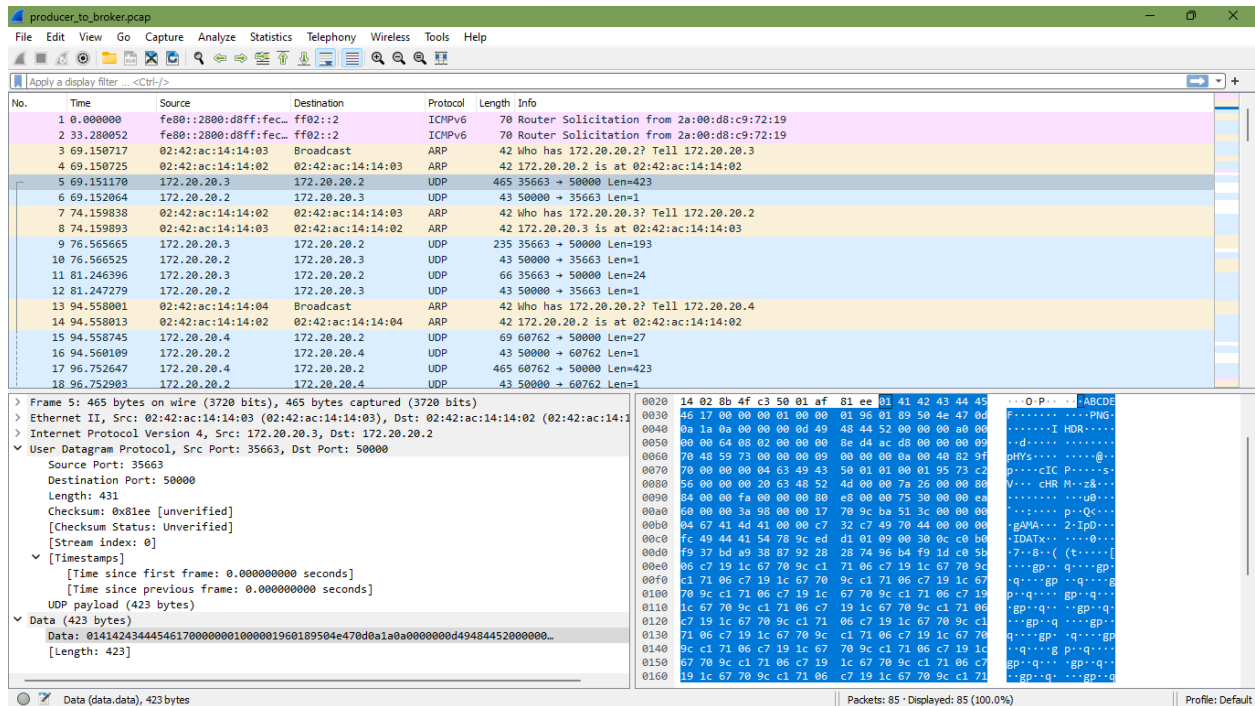 producer_to_broker.pcap
File Edit View Go Capture Analyze Statistics Telephony Wireless Tools Help
Apply a display filter ... <Ctrl-/>
No. Time Source Destination Protocol Length Info
1 0.000000 fe80::2800:d8ff:fec… ff02::2 ICMPv6 70 Router Solicitation from 2a:00:d8:c9:72:19
2 33.280052 fe80::2800:d8ff:fec… ff02::2 ICMPv6 70 Router Solicitation from 2a:00:d8:c9:72:19
3 69.150717 02:42:ac:14:14:03 Broadcast ARP 42 Who has 172.20.20.2? Tell 172.20.20.3
4 69.150725 02:42:ac:14:14:02 02:42:ac:14:14:03 ARP 42 172.20.20.2 is at 02:42:ac:14:14:02
5 69.151170 172.20.20.3 172.20.20.2 UDP 465 35663 → 50000 Len=423
6 69.152064 172.20.20.2 172.20.20.3 UDP 43 50000 → 35663 Len=1
7 74.159838 02:42:ac:14:14:02 02:42:ac:14:14:03 ARP 42 Who has 172.20.20.3? Tell 172.20.20.2
8 74.159893 02:42:ac:14:14:03 02:42:ac:14:14:02 ARP 42 172.20.20.3 is at 02:42:ac:14:14:03
9 76.565665 172.20.20.3 172.20.20.2 UDP 235 35663 → 50000 Len=193
10 76.566525 172.20.20.2 172.20.20.3 UDP 43 50000 → 35663 Len=1
11 81.246396 172.20.20.3 172.20.20.2 UDP 66 35663 → 50000 Len=24
12 81.247279 172.20.20.2 172.20.20.3 UDP 43 50000 → 35663 Len=1
13 94.558001 02:42:ac:14:14:04 Broadcast ARP 42 Who has 172.20.20.2? Tell 172.20.20.4
14 94.558013 02:42:ac:14:14:02 02:42:ac:14:14:04 ARP 42 172.20.20.2 is at 02:42:ac:14:14:02
15 94.558745 172.20.20.4 172.20.20.2 UDP 69 60762 → 50000 Len=27
16 94.560109 172.20.20.2 172.20.20.4 UDP 43 50000 → 60762 Len=1
17 96.752647 172.20.20.4 172.20.20.2 UDP 465 60762 → 50000 Len=423
18 96.752903 172.20.20.2 172.20.20.4 UDP 43 50000 → 60762 Len=1
Frame 5: 465 bytes on wire (3720 bits), 465 bytes captured (3720 bits)
Ethernet II, Src: 02:42:ac:14:14:03 (02:42:ac:14:14:03), Dst: 02:42:ac:14:14:02 (02:42:ac:14:1
Internet Protocol Version 4, Src: 172.20.20.3, Dst: 172.20.20.2
User Datagram Protocol, Src Port: 35663, Dst Port: 50000
Source Port: 35663
Destination Port: 50000
Length: 431
Checksum: 0x81ee [unverified]
[Checksum Status: Unverified]
[Stream index: 0]
[Timestamps]
[Time since first frame: 0.000000000 seconds]
[Time since previous frame: 0.000000000 seconds]
UDP payload (423 bytes)
Data (423 bytes)
Data: 014142434445461700000001000001960189504e470d0a1a0a0000000d49484452000000…
[Length: 423]
0020 14 02 8b 4f c3 50 01 af 81 ee 01 41 42 43 44 45 ···O·P·· ···ABCDE
0030 46 17 00 00 00 01 00 00 01 96 01 89 50 4e 47 0d F······· ····PNG·
0040 0a 1a 0a 00 00 00 0d 49 48 44 52 00 00 00 a0 00 ·······I HDR·····
0050 00 00 64 08 02 00 00 00 8e d4 ac d8 00 00 00 09 ··d····· ········
0060 70 48 59 73 00 00 00 09 00 00 00 0a 00 40 82 9f pHYs···· ·····@··
0070 70 00 00 00 04 63 49 43 50 01 01 00 01 95 73 c2 p····cIC P·····s·
0080 56 00 00 00 20 63 48 52 4d 00 00 7a 26 00 00 80 V··· cHR M··z&···
0090 84 00 00 fa 00 00 00 80 e8 00 00 75 30 00 00 ea ········ ···u0···
00a0 60 00 00 3a 98 00 00 17 70 9c ba 51 3c 00 00 00 `··:···· p··Q<···
00b0 04 67 41 4d 41 00 00 c7 32 c7 49 70 44 00 00 00 ·gAMA··· 2·IpD···
00c0 fc 49 44 41 54 78 9c ed d1 01 09 00 30 0c c0 b0 ·IDATx·· ····0···
00d0 f9 37 bd a9 38 87 92 28 28 74 96 b4 f9 1d c0 5b ·7··8··( (t·····[
00e0 06 c7 19 1c 67 70 9c c1 71 06 c7 19 1c 67 70 9c ····gp·· q····gp·
00f0 c1 71 06 c7 19 1c 67 70 9c c1 71 06 c7 19 1c 67 ·q····gp ··q····g
0100 70 9c c1 71 06 c7 19 1c 67 70 9c c1 71 06 c7 19 p··q···· gp··q···
0110 1c 67 70 9c c1 71 06 c7 19 1c 67 70 9c c1 71 06 ·gp··q·· ··gp··q·
0120 c7 19 1c 67 70 9c c1 71 06 c7 19 1c 67 70 9c c1 ···gp··q ····gp··
0130 71 06 c7 19 1c 67 70 9c c1 71 06 c7 19 1c 67 70 q····gp· ·q····gp
0140 9c c1 71 06 c7 19 1c 67 70 9c c1 71 06 c7 19 1c ··q····g p··q····
0150 67 70 9c c1 71 06 c7 19 1c 67 70 9c c1 71 06 c7 gp··q··· ·gp··q··
0160 19 1c 67 70 9c c1 71 06 c7 19 1c 67 70 9c c1 71 ··gp··q· ···gp··q
Data (data.data), 423 bytes
Packets: 85 · Displayed: 85 (100.0%)
Profile: Default